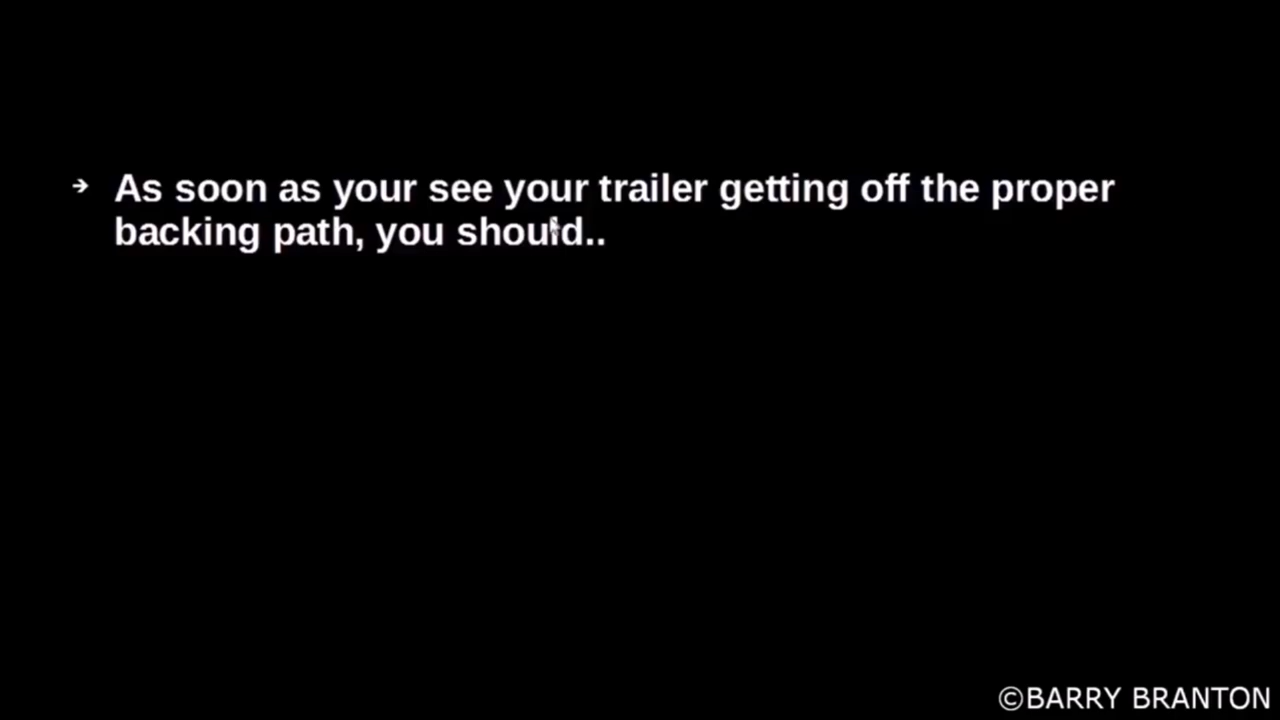 ➔ As soon as your see your trailer getting off the proper
backing path, you should..
©BARRY BRANTON